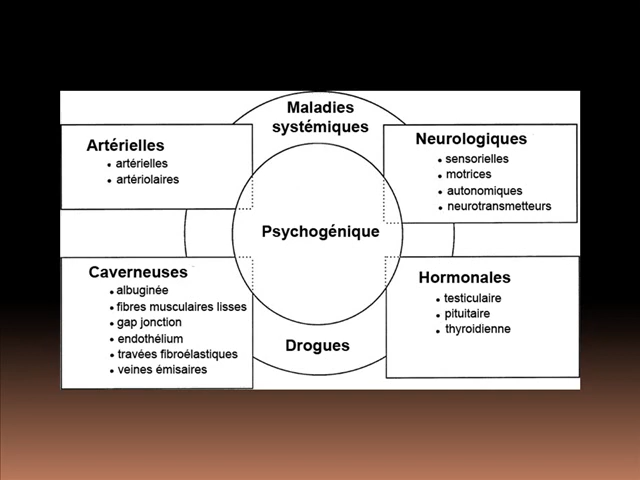 Maladies
systémiques
Artérielles
• artérielles
• artériolaires
Neurologiques
• sensorielles
• motrices
• autonomiques
• neurotransmetteurs
Psychogénique
Caverneuses
• albuginée
• fibres musculaires lisses
• gap jonction
• endothélium
• travées fibroélastiques
• veines émisaires
Hormonales
• testiculaire
• pituitaire
• thyroidienne
Drogues